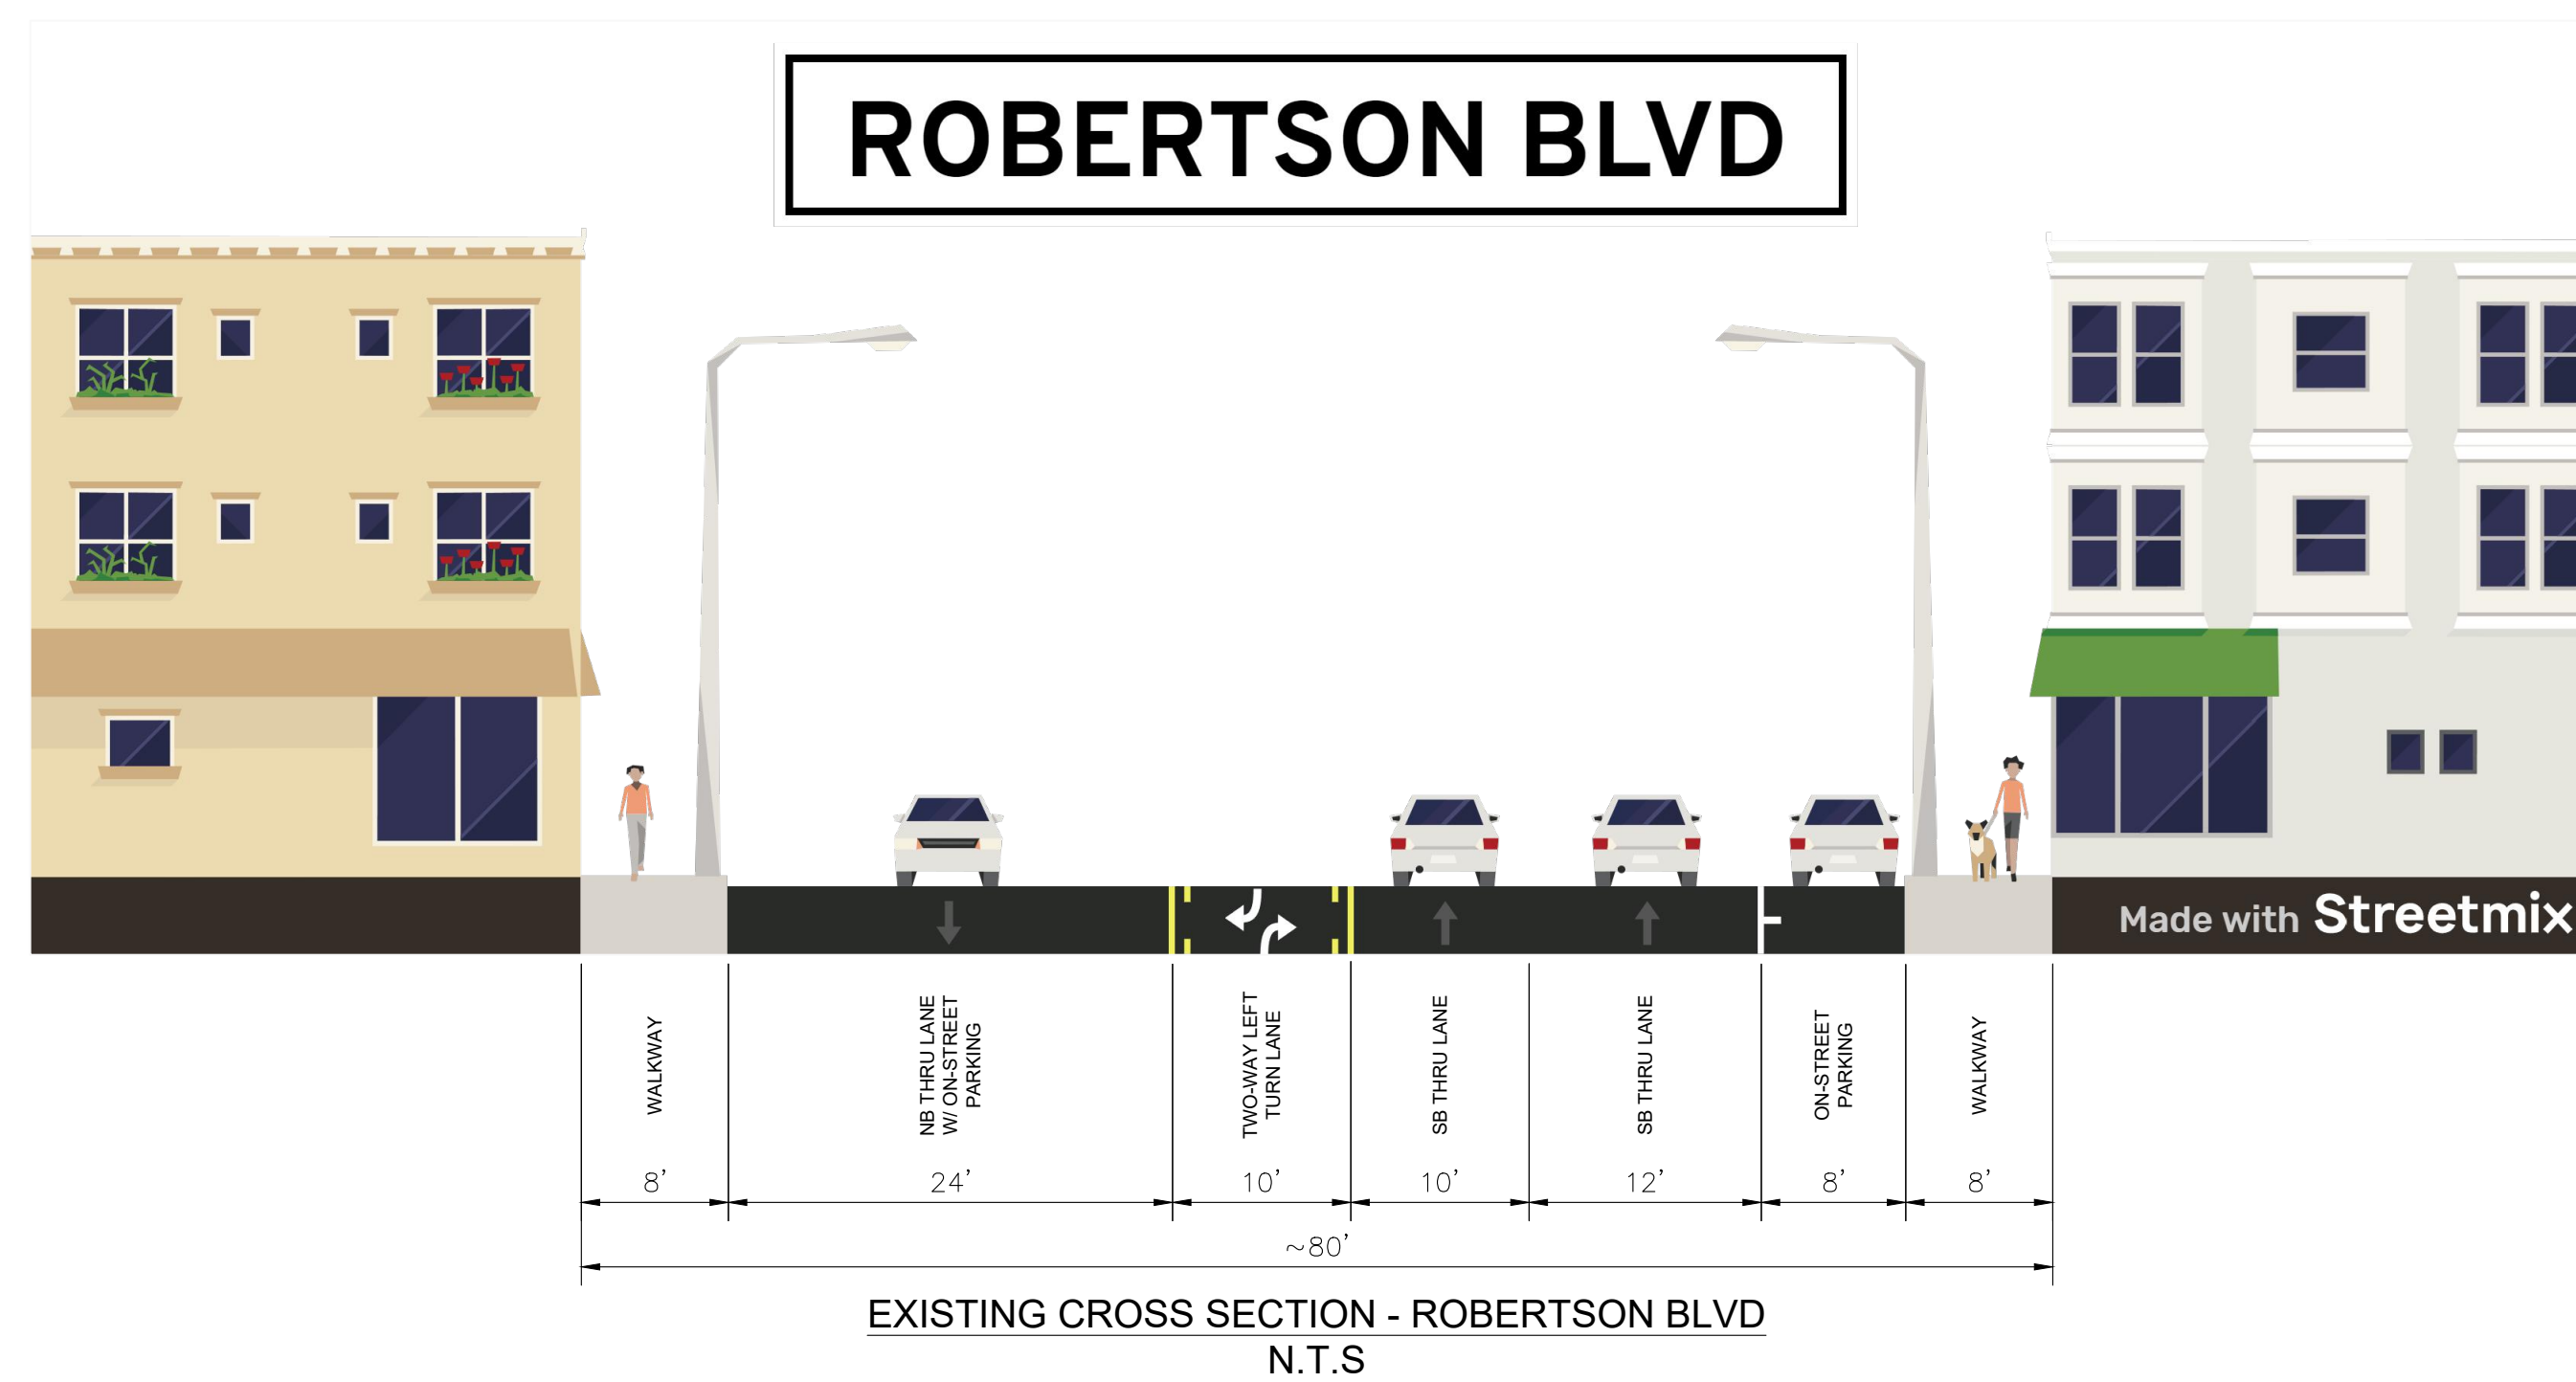 ROBERTSON BLVD
Made with Streetmix
WALKWAY
NB THRU LANE
W/ ON-STREET
PARKING
TWO-WAY LEFT
TURN LANE
SB THRU LANE
SB THRU LANE
ON-STREET
PARKING
WALKWAY
8' 24' 10' 10' 12' 8' 8'
~80'
EXISTING CROSS SECTION - ROBERTSON BLVD
N.T.S